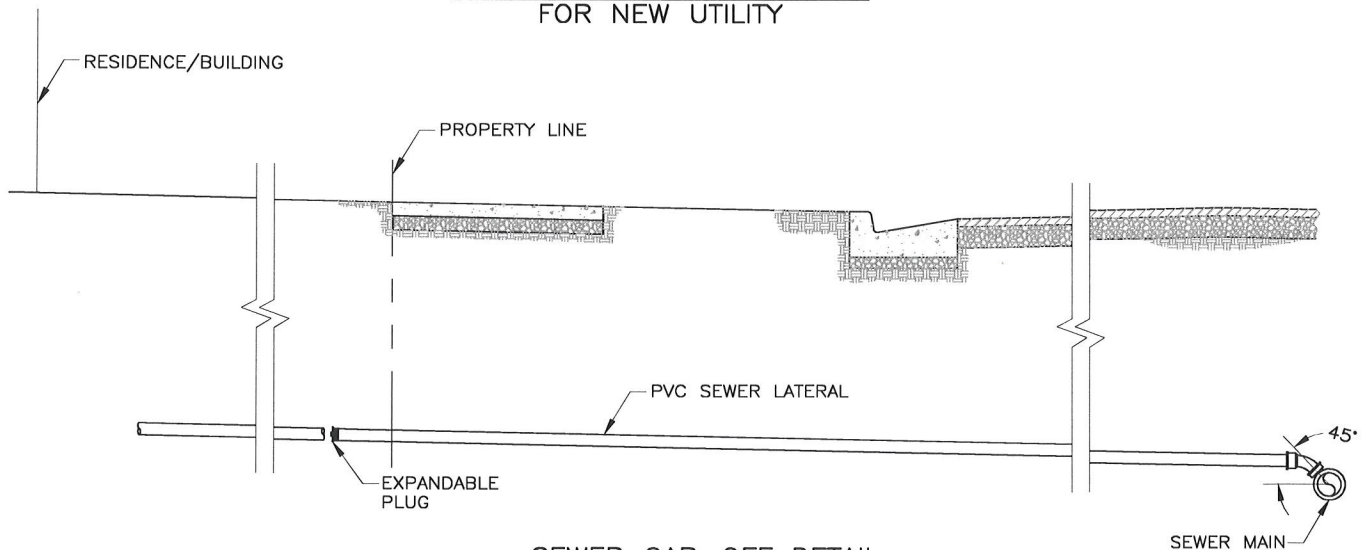 FOR NEW UTILITY
RESIDENCE/BUILDING
PROPERTY LINE
PVC SEWER LATERAL
45°
EXPANDABLE
PLUG
SEWER MAIN